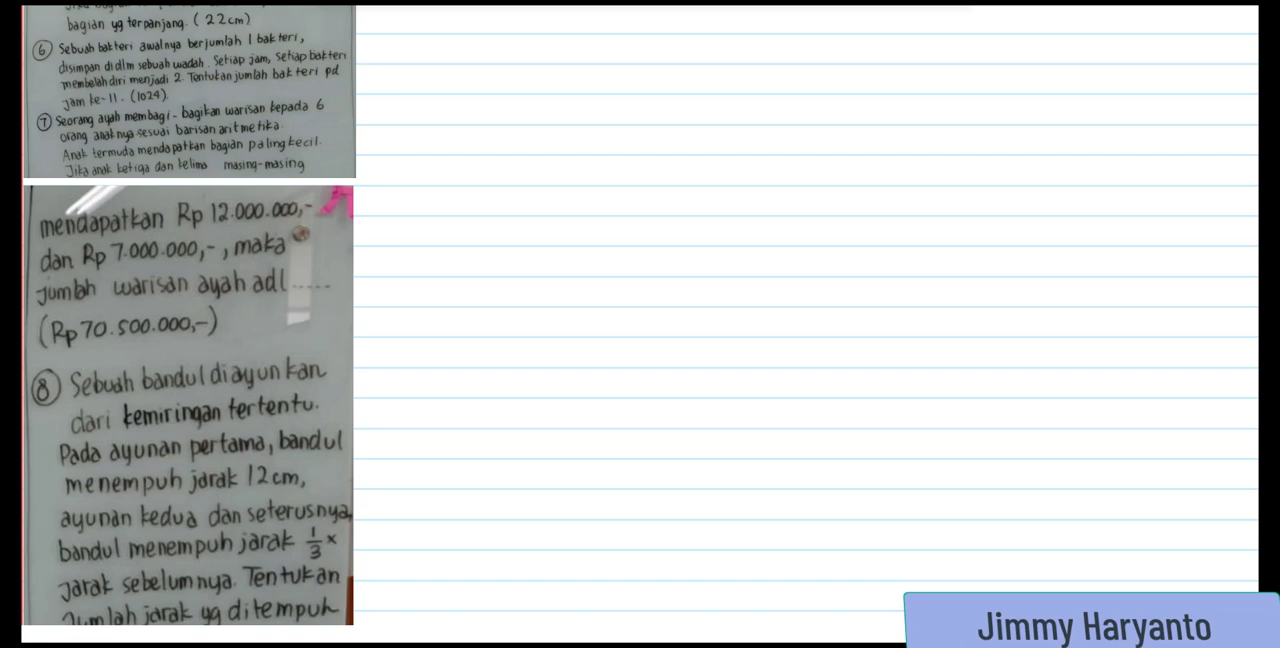 bagian yg terpanjang. (22cm)
⑥ Sebuah bakteri awalnya berjumlah 1 bakteri,
disimpan didlm sebuah wadah. Setiap jam, setiap bakteri
membelah diri menjadi 2. Tentukan jumlah bakteri pd
jam ke-11. (1024).
⑦ Seorang ayah membagi-bagikan warisan kepada 6
orang anaknya sesuai barisan aritmetika.
Anak termuda mendapatkan bagian paling kecil.
Jika anak ketiga dan kelima masing-masing
mendapatkan Rp 12.000.000,-
dan Rp 7.000.000,-, maka
jumlah warisan ayah adl .....
(Rp 70.500.000,-)
⑧ Sebuah bandul diayunkan
dari kemiringan tertentu.
Pada ayunan pertama, bandul
menempuh jarak 12cm,
ayunan kedua dan seterusnya,
bandul menempuh jarak 1/3 ×
jarak sebelumnya. Tentukan
jumlah jarak yg ditempuh
Jimmy Haryanto